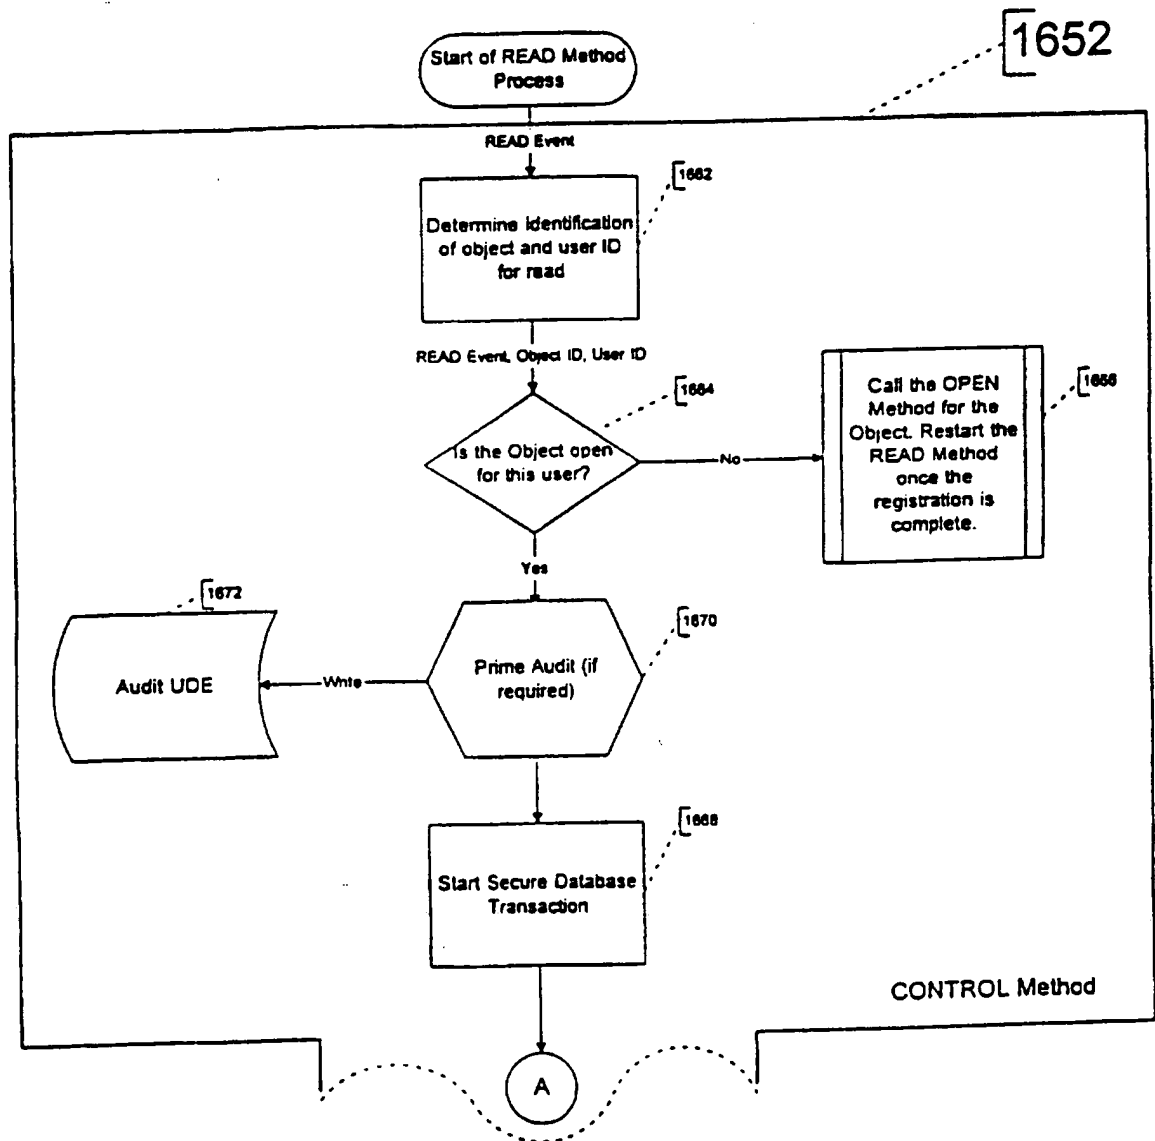 1652
Start of READ Method
Process
READ Event
1662
Determine identification
of object and user ID
for read
READ Event, Object ID, User ID
1664
Is the Object open
for this user?
No
Call the OPEN
Method for the
Object. Restart the
READ Method
once the
registration is
complete.
1656
Yes
1672
Audit UDE
Write
1670
Prime Audit (if
required)
1668
Start Secure Database
Transaction
CONTROL Method
A